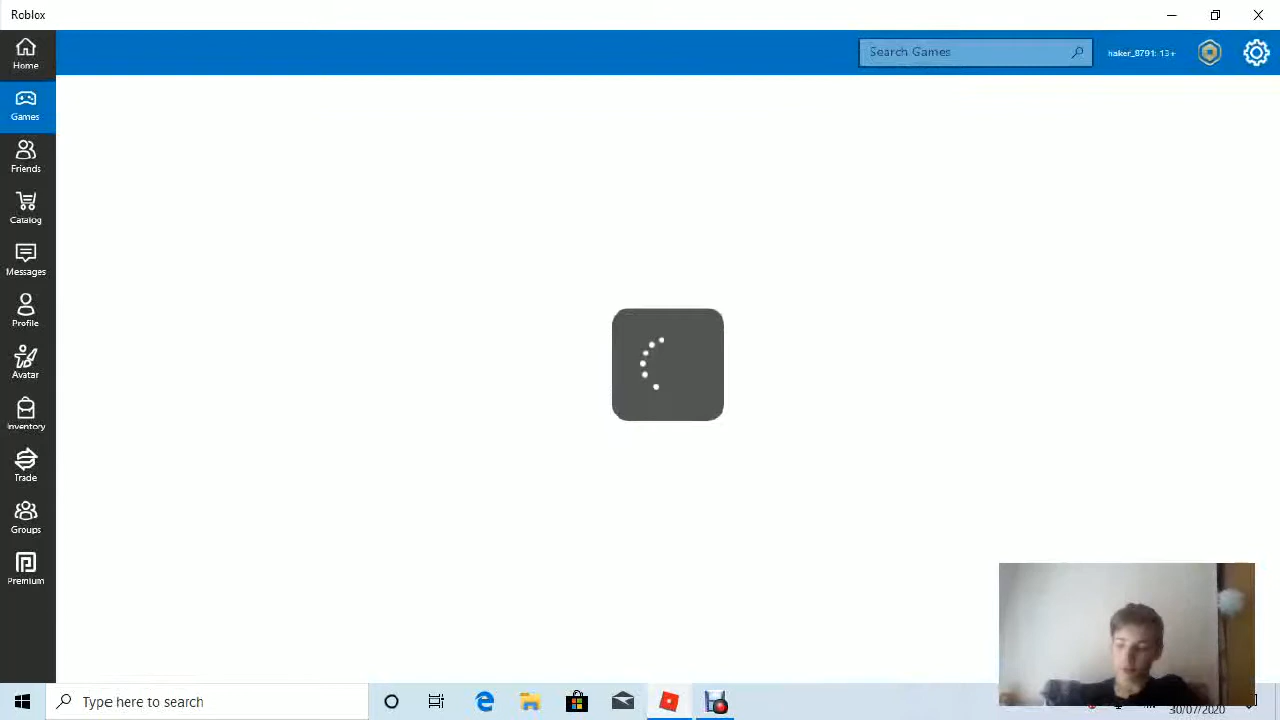 Roblox
Search Games
haker_8791: 13+
Home
Games
Friends
Catalog
Messages
Profile
Avatar
Inventory
Trade
Groups
Premium
Type here to search
30/07/2020